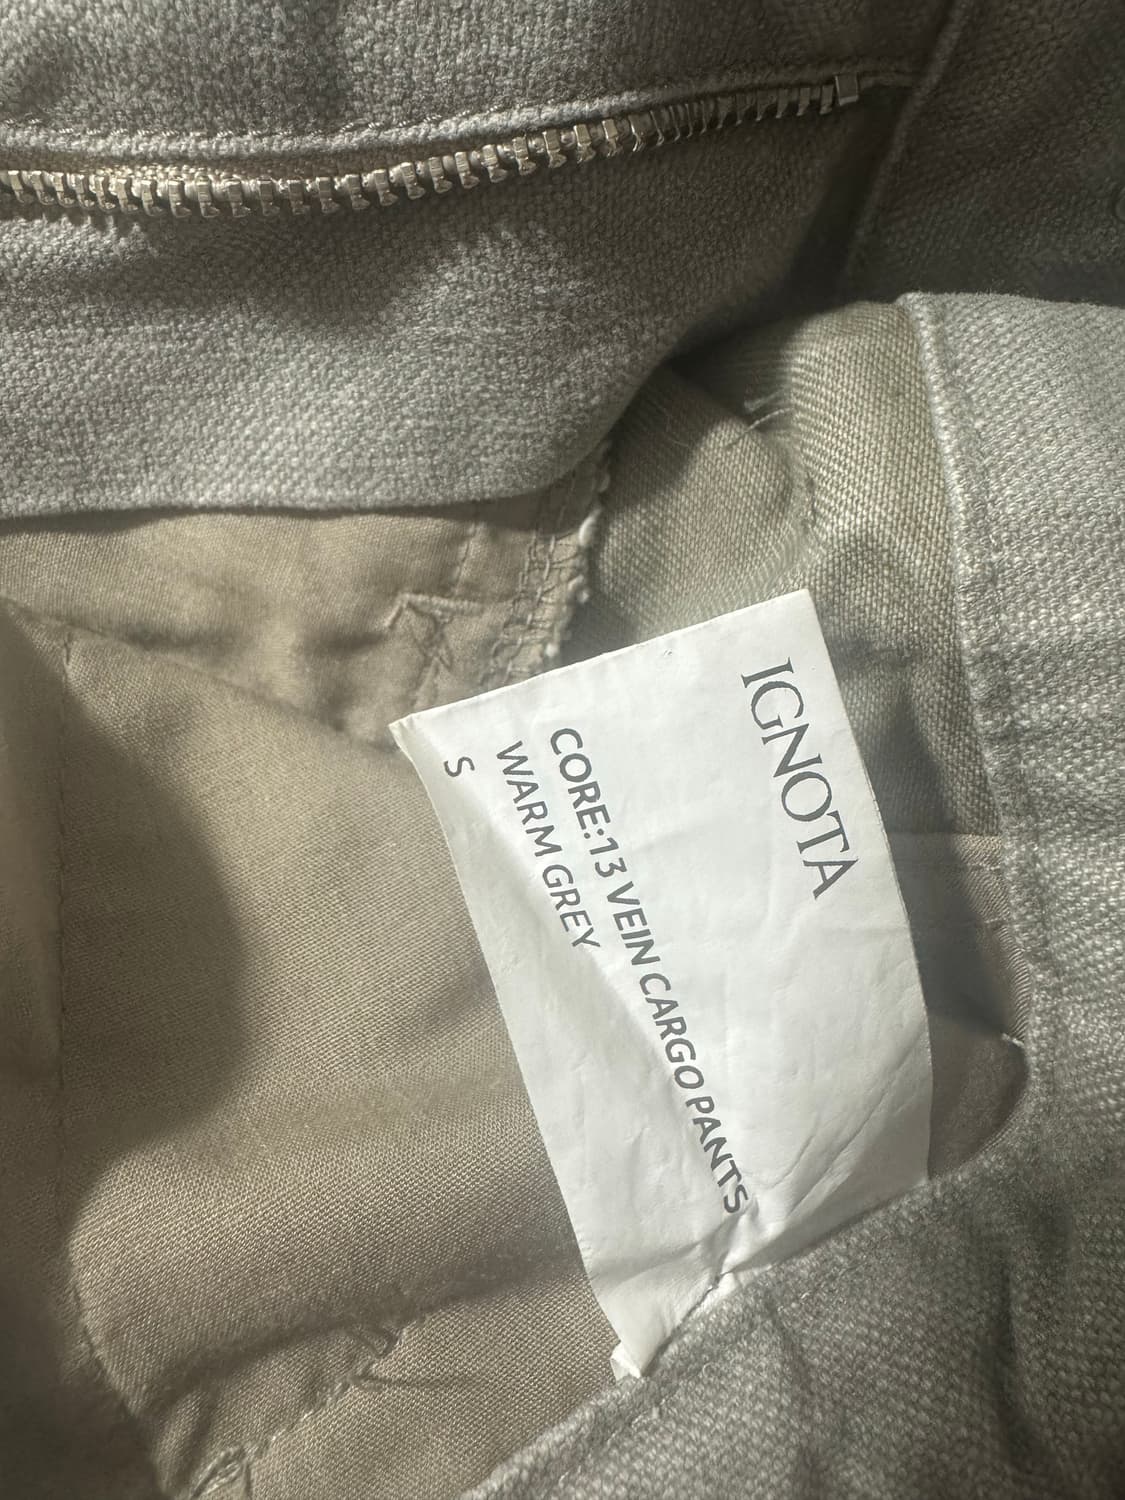 IGNOTA
CORE:13 VEIN CARGO PANTS
WARM GREY
S